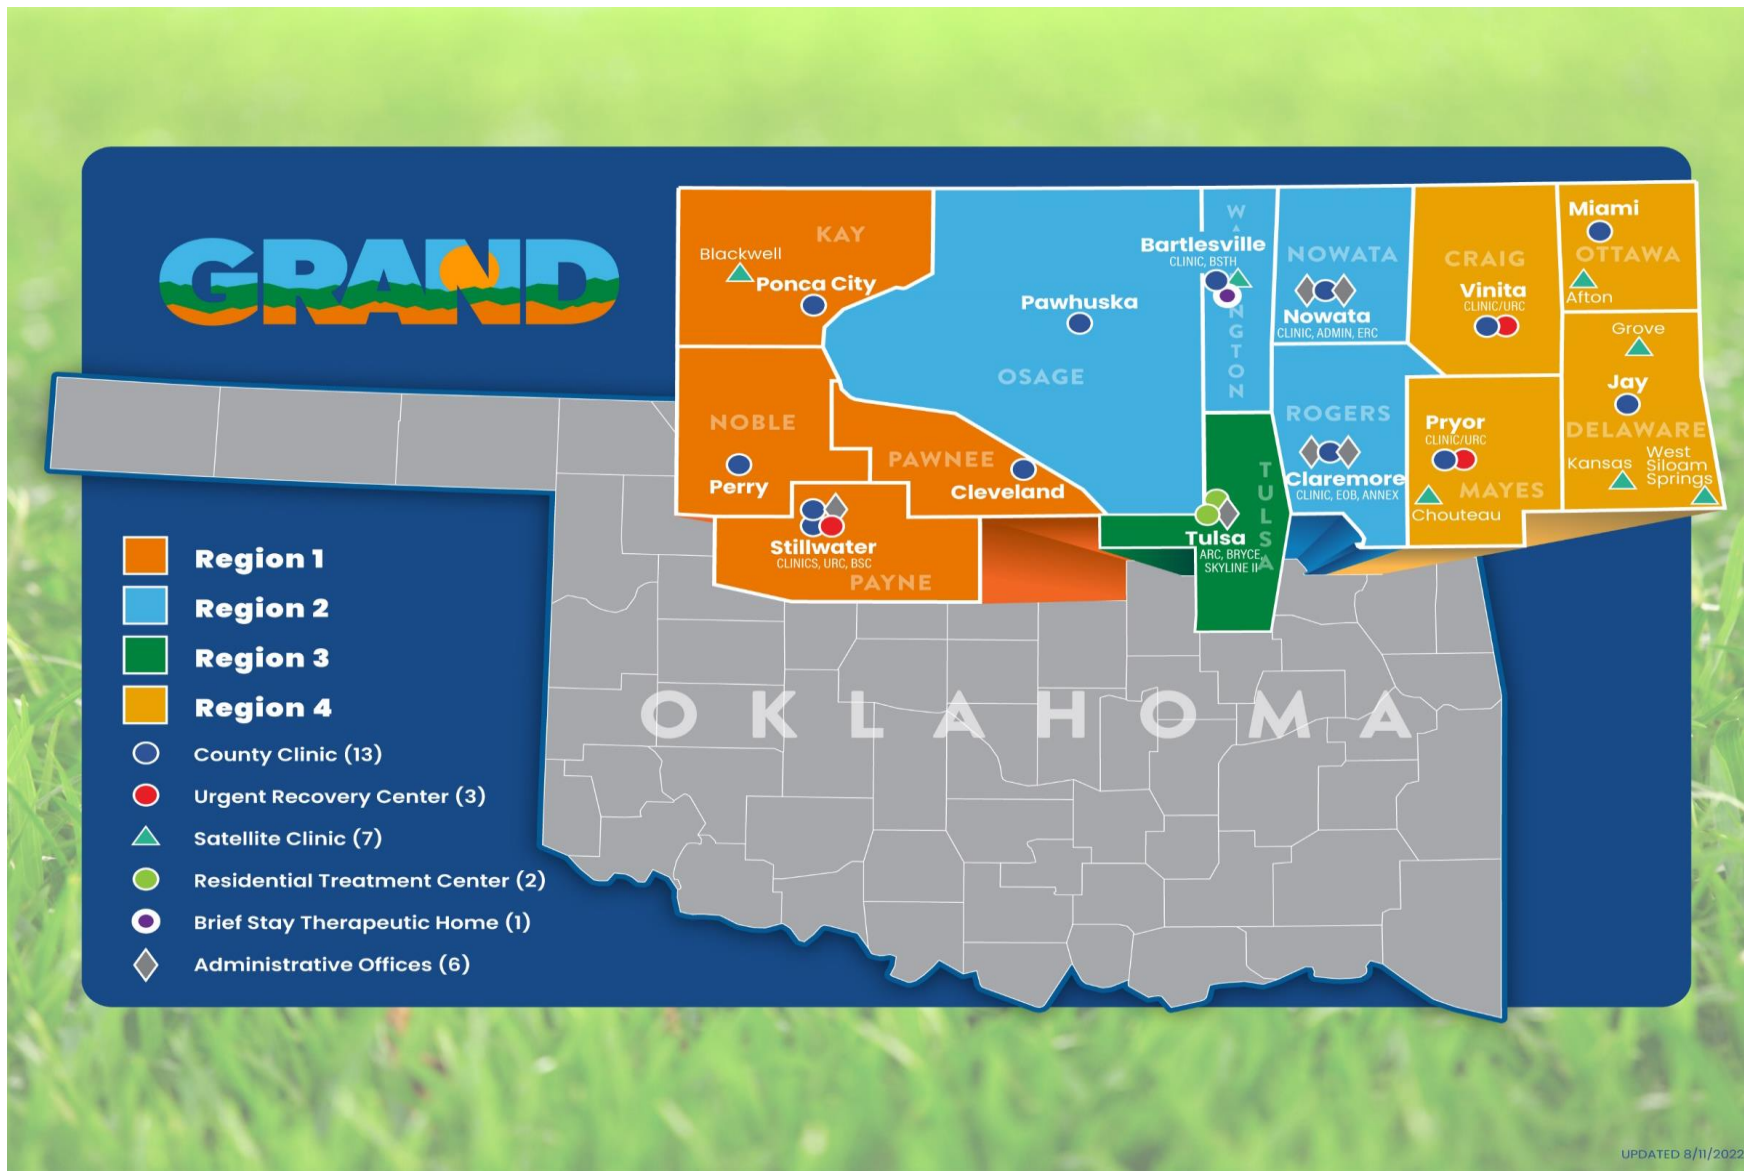 GRAND
KAY
Blackwell
Ponca City
NOBLE
Perry
PAWNEE
Cleveland
Stillwater
CLINICS, URC, BSC
PAYNE
Pawhuska
OSAGE
WA
Bartlesville
CLINIC, BSTH
NGTON
NOWATA
Nowata
CLINIC, ADMIN, ERC
ROGERS
Claremore
CLINIC, EOB, ANNEX
TULSA
Tulsa
ARC, BRYCE,
SKYLINE II
CRAIG
Vinita
CLINIC/URC
Miami
OTTAWA
Afton
Grove
Jay
DELAWARE
Kansas
West
Siloam
Springs
Pryor
CLINIC/URC
MAYES
Chouteau
Region 1
Region 2
Region 3
Region 4
County Clinic (13)
Urgent Recovery Center (3)
Satellite Clinic (7)
Residential Treatment Center (2)
Brief Stay Therapeutic Home (1)
Administrative Offices (6)
OKLAHOMA
UPDATED 8/11/2022